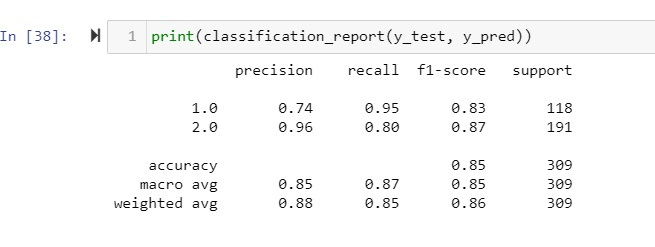 In [38]: 1 print(classification_report(y_test, y_pred))
precision recall f1-score support
1.0 0.74 0.95 0.83 118
2.0 0.96 0.80 0.87 191
accuracy 0.85 309
macro avg 0.85 0.87 0.85 309
weighted avg 0.88 0.85 0.86 309